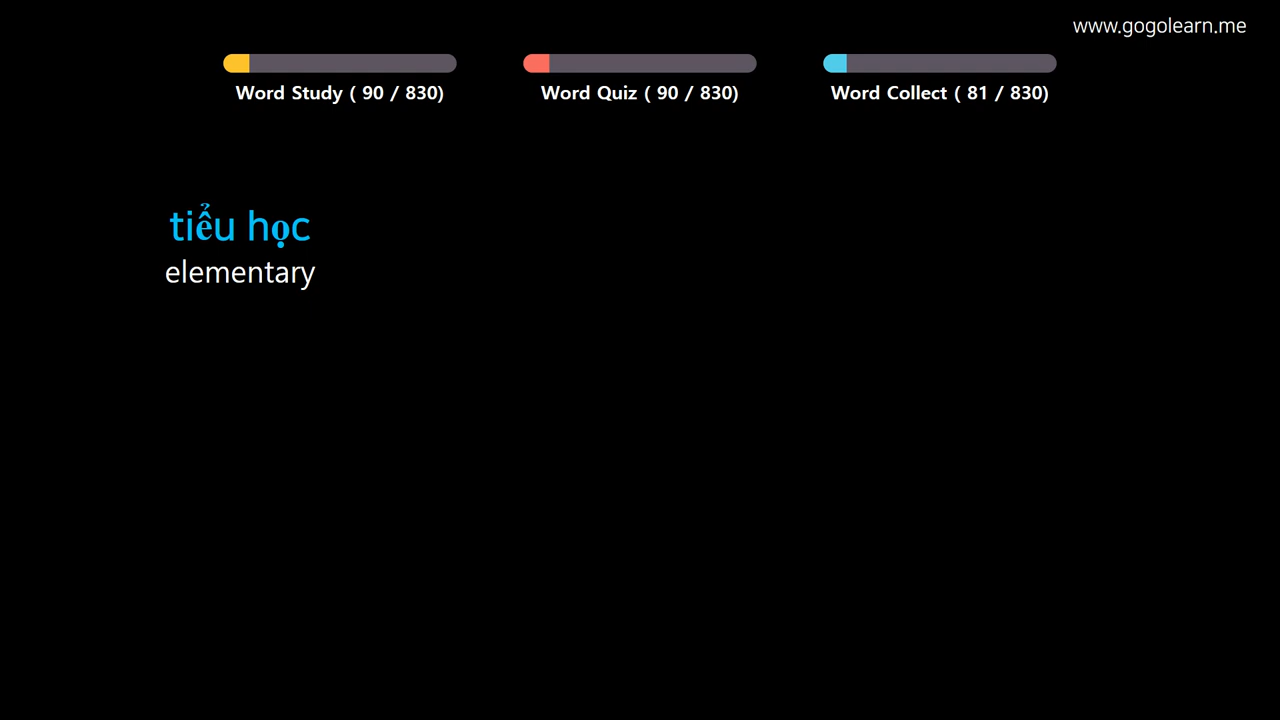 www.gogolearn.me
Word Study ( 90 / 830)
Word Quiz ( 90 / 830)
Word Collect ( 81 / 830)
tiểu học
elementary